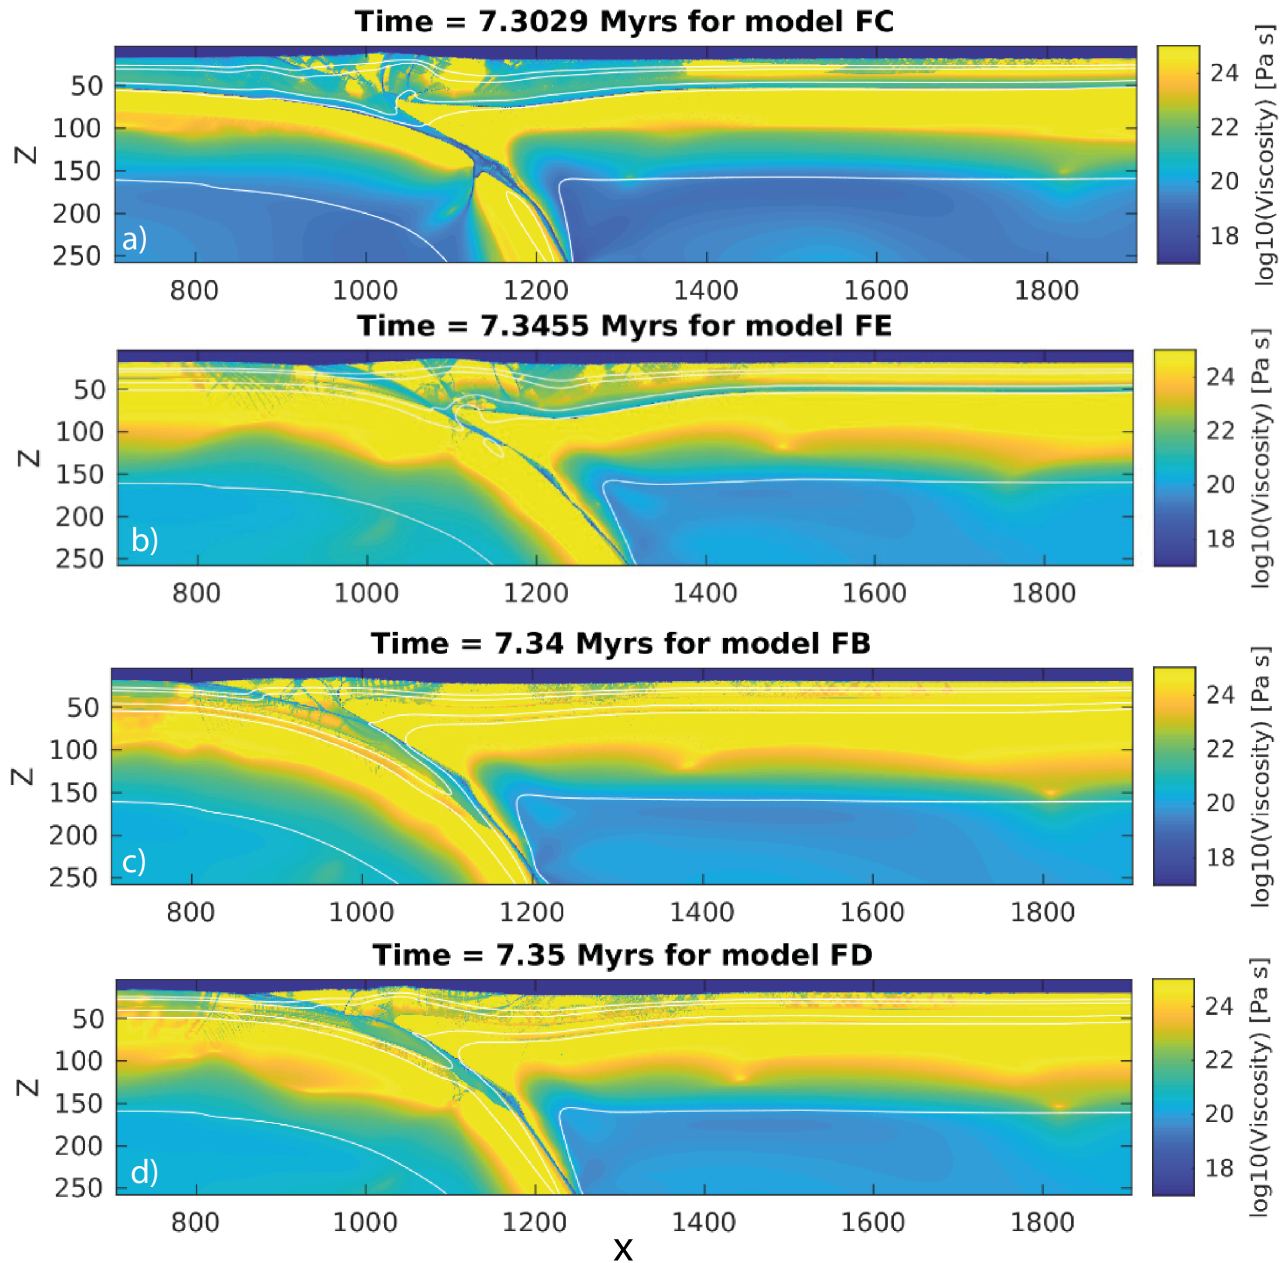 Time = 7.3029 Myrs for model FC
50
100
150
200
250
Z
a)
800 1000 1200 1400 1600 1800
24
22
20
18
log10(Viscosity) [Pa s]
Time = 7.3455 Myrs for model FE
50
100
150
200
250
Z
b)
800 1000 1200 1400 1600 1800
24
22
20
18
log10(Viscosity) [Pa s]
Time = 7.34 Myrs for model FB
50
100
150
200
250
Z
c)
800 1000 1200 1400 1600 1800
24
22
20
18
log10(Viscosity) [Pa s]
Time = 7.35 Myrs for model FD
50
100
150
200
250
Z
d)
800 1000 1200 1400 1600 1800
24
22
20
18
log10(Viscosity) [Pa s]
X